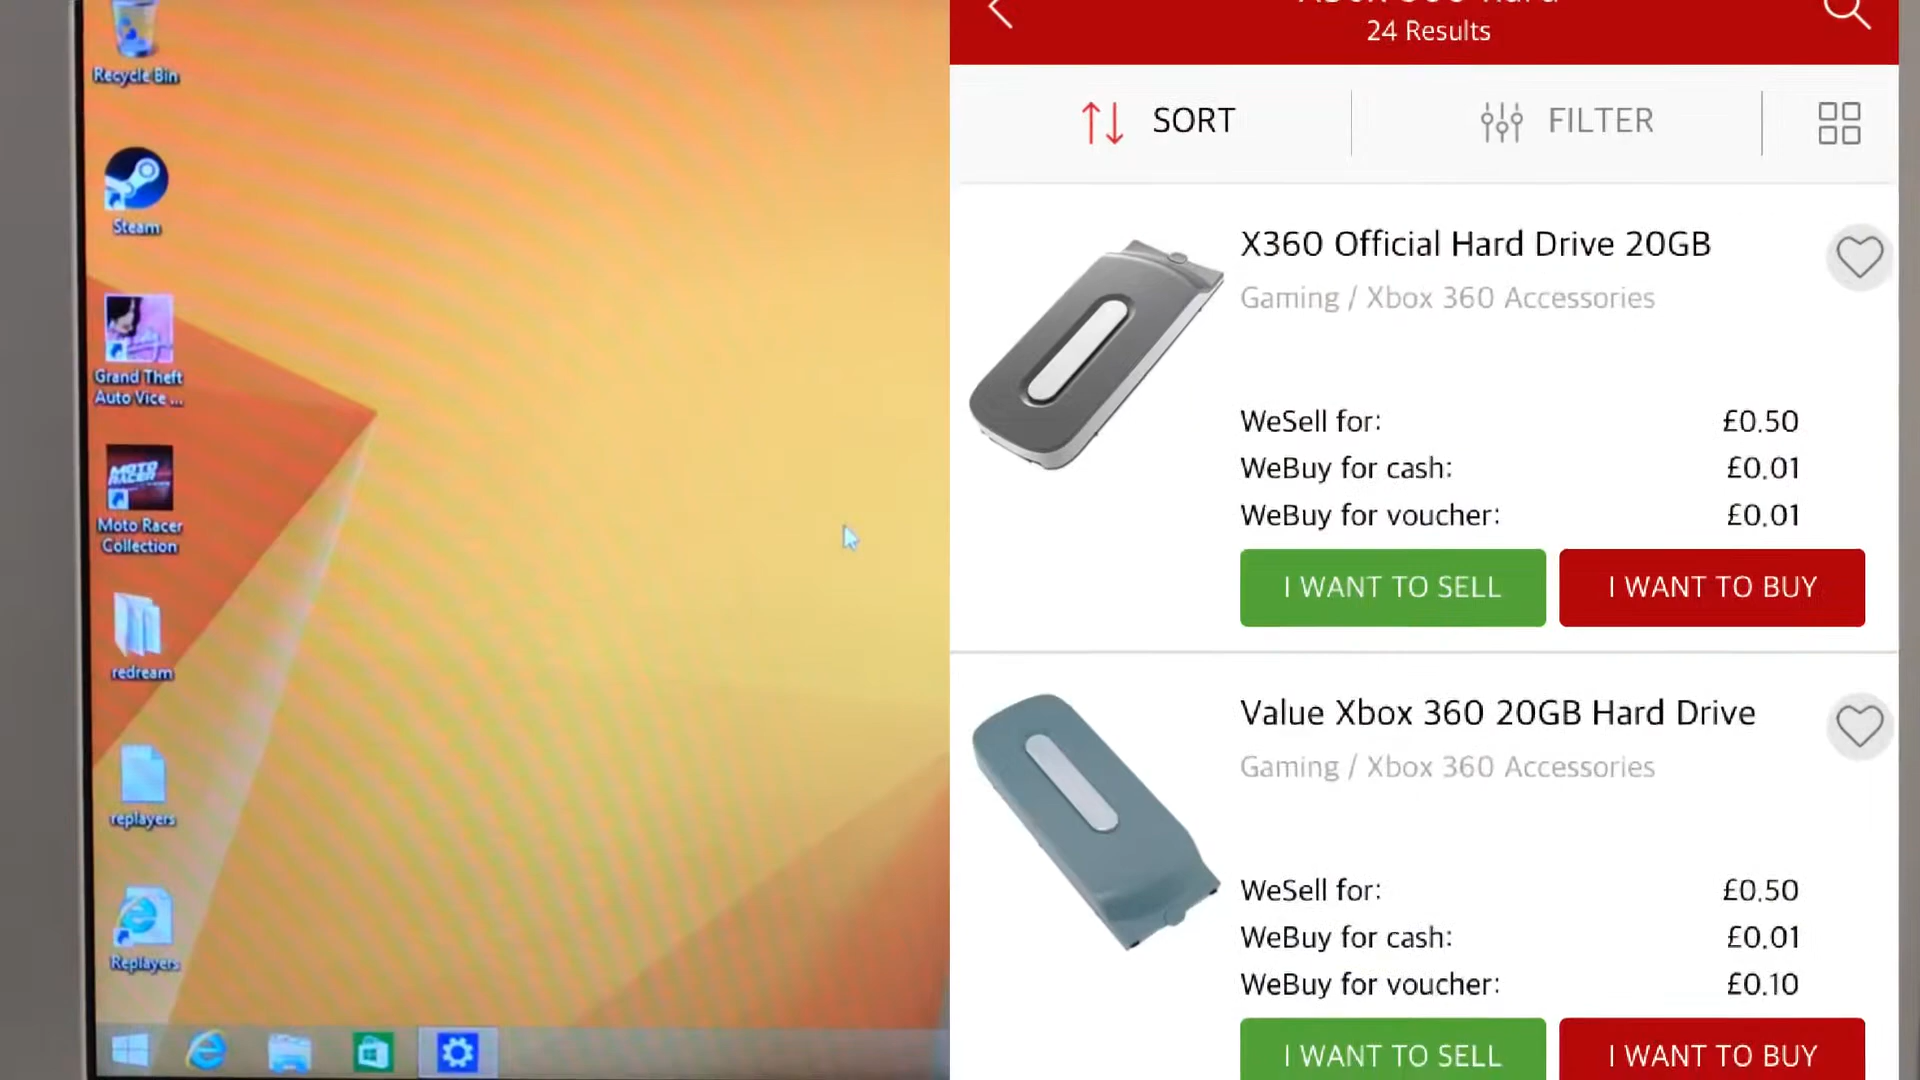 Recycle Bin
Steam
Grand Theft
Auto Vice ...
MOTO
RACER
Moto Racer
Collection
redream
replayers
Replayers
24 Results
SORT
FILTER
X360 Official Hard Drive 20GB
Gaming / Xbox 360 Accessories
WeSell for: £0.50
WeBuy for cash: £0.01
WeBuy for voucher: £0.01
I WANT TO SELL
I WANT TO BUY
Value Xbox 360 20GB Hard Drive
Gaming / Xbox 360 Accessories
WeSell for: £0.50
WeBuy for cash: £0.01
WeBuy for voucher: £0.10
I WANT TO SELL
I WANT TO BUY